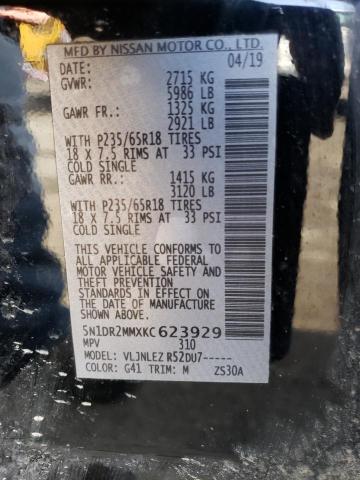 MFD BY NISSAN MOTOR CO., LTD.
DATE: 04/19
GVWR: 2715 KG
5986 LB
GAWR FR.: 1325 KG
2921 LB
WITH P235/65R18 TIRES
18 X 7.5 RIMS AT 33 PSI
COLD SINGLE
GAWR RR.: 1415 KG
3120 LB
WITH P235/65R18 TIRES
18 X 7.5 RIMS AT 33 PSI
COLD SINGLE
THIS VEHICLE CONFORMS TO
ALL APPLICABLE FEDERAL
MOTOR VEHICLE SAFETY AND
THEFT PREVENTION
STANDARDS IN EFFECT ON
THE DATE OF MANUFACTURE
SHOWN ABOVE.
5N1DR2MMXKC623929
MPV 310
MODEL: VLJNLEZ R52DU7-----
COLOR: G41 TRIM: M ZS30A